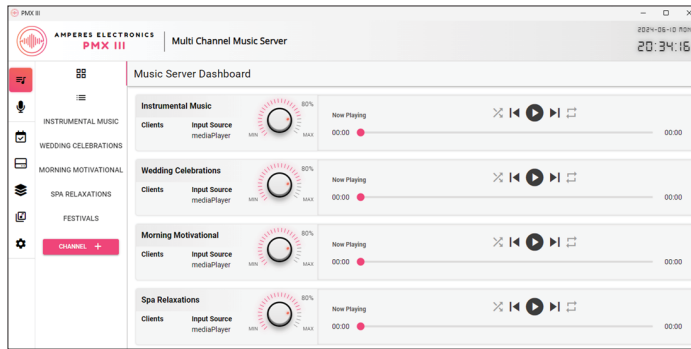 PMX III
AMPERES ELECTRONICS
PMX III
Multi Channel Music Server
2024-06-10 MON
20:34:16
Music Server Dashboard
INSTRUMENTAL MUSIC
WEDDING CELEBRATIONS
MORNING MOTIVATIONAL
SPA RELAXATIONS
FESTIVALS
CHANNEL +
Instrumental Music
Clients Input Source
mediaPlayer
80%
MIN MAX
Now Playing
00:00 00:00
Wedding Celebrations
Clients Input Source
mediaPlayer
80%
MIN MAX
Now Playing
00:00 00:00
Morning Motivational
Clients Input Source
mediaPlayer
80%
MIN MAX
Now Playing
00:00 00:00
Spa Relaxations
Clients Input Source
mediaPlayer
80%
MIN MAX
Now Playing
00:00 00:00